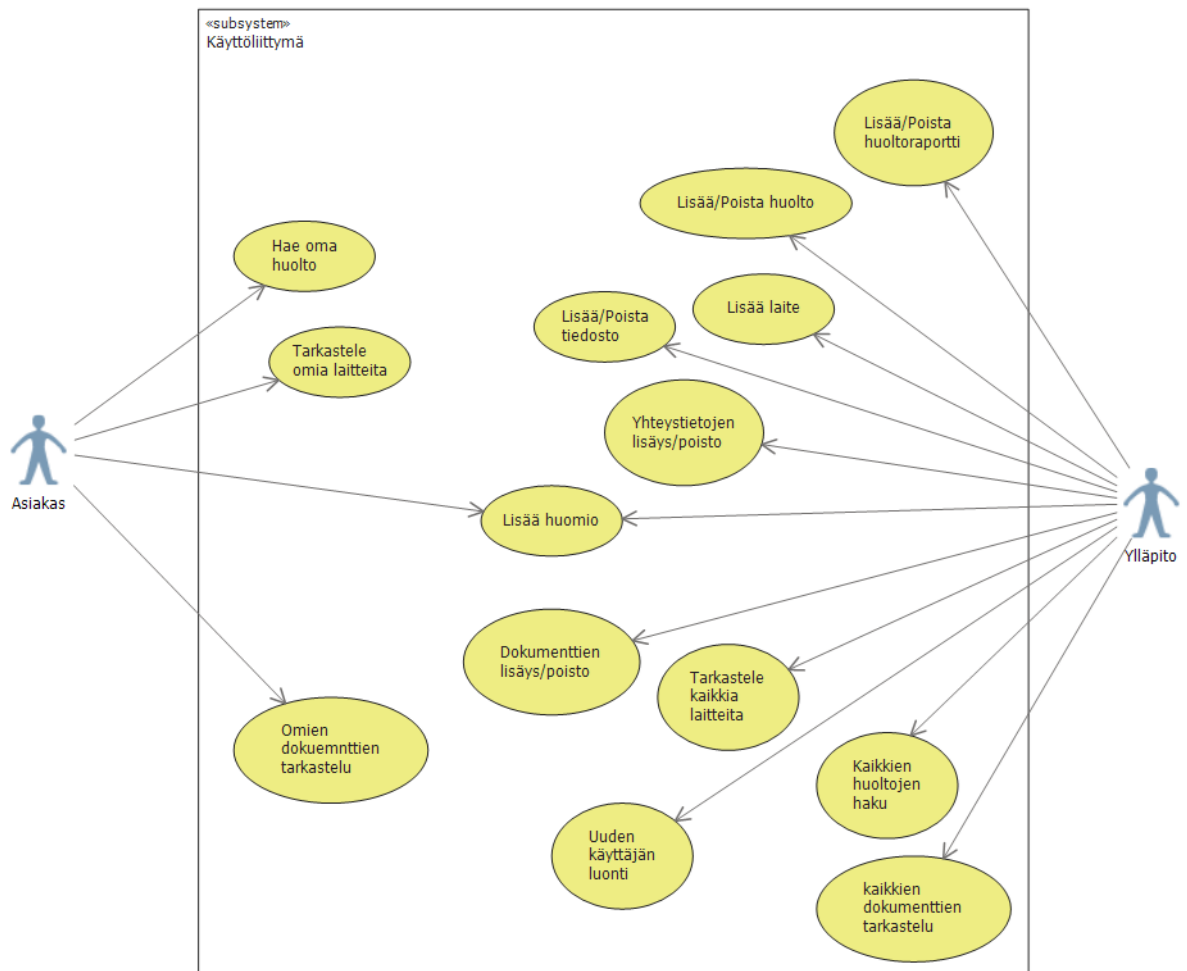 «subsystem»
Käyttöliittymä
Lisää/Poista
huoltoraportti
Lisää/Poista huolto
Hae oma
huolto
Lisää laite
Lisää/Poista
tiedosto
Tarkastele
omia laitteita
Yhteystietojen
lisäys/poisto
Asiakas
Lisää huomio
Ylläpito
Dokumenttien
lisäys/poisto
Tarkastele
kaikkia
laitteita
Omien
dokuemnttien
tarkastelu
Kaikkien
huoltojen
haku
Uuden
käyttäjän
luonti
kaikkien
dokumenttien
tarkastelu